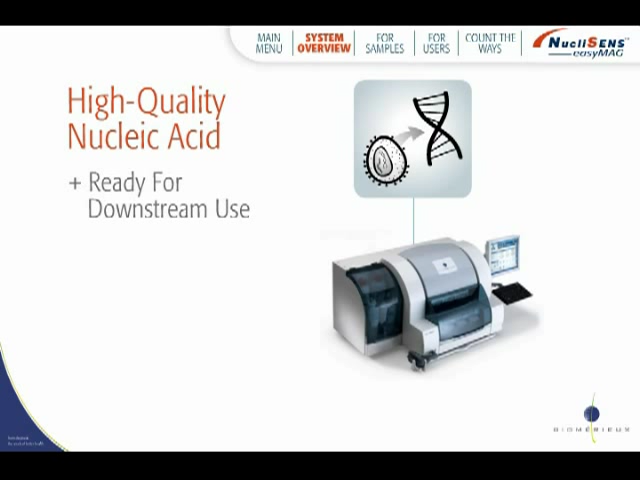 MAIN
MENU
SYSTEM
OVERVIEW
FOR
SAMPLES
FOR
USERS
COUNT THE
WAYS
NucliSENS
easyMAG
High-Quality
Nucleic Acid
+ Ready For
Downstream Use
BIOMÉRIEUX